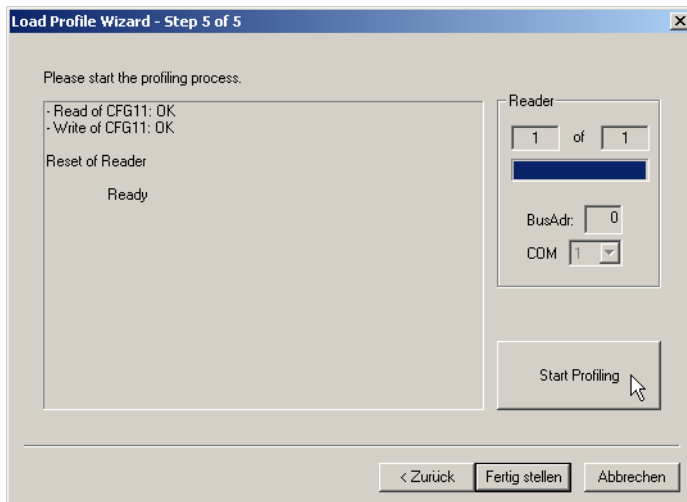 Load Profile Wizard - Step 5 of 5
Please start the profiling process.
- Read of CFG11: OK
- Write of CFG11: OK
Reset of Reader
Ready
Reader
1 of 1
BusAdr: 0
COM 1
Start Profiling
< Zurück Fertig stellen Abbrechen